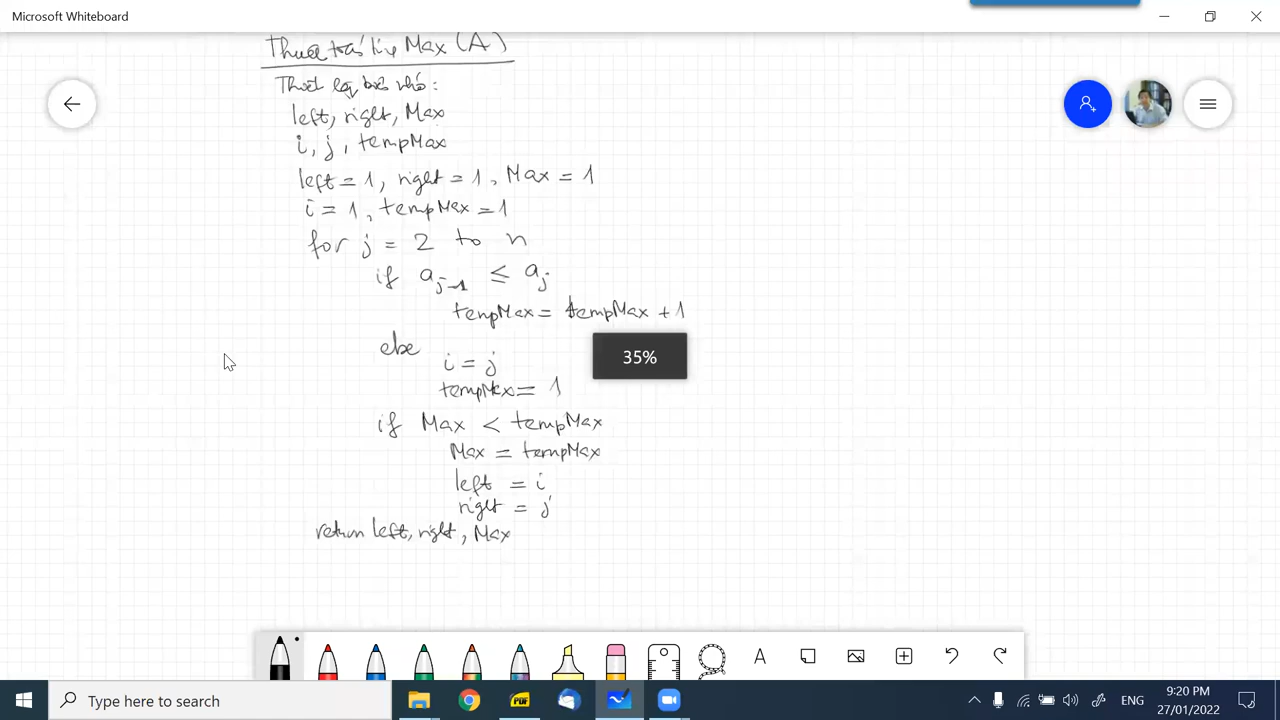 Microsoft Whiteboard
Thuật toán tìm Max (A)
Thiết lập bộ nhớ:
left, right, Max
i, j, tempMax
left = 1, right = 1, Max = 1
i = 1, tempMax = 1
for j = 2 to n
if aj-1 ≤ aj
tempMax = tempMax + 1
else
i = j
35%
tempMax = 1
if Max < tempMax
Max = tempMax
left = i
right = j
return left, right, Max
A
Type here to search
PDF
ENG
9:20 PM
27/01/2022